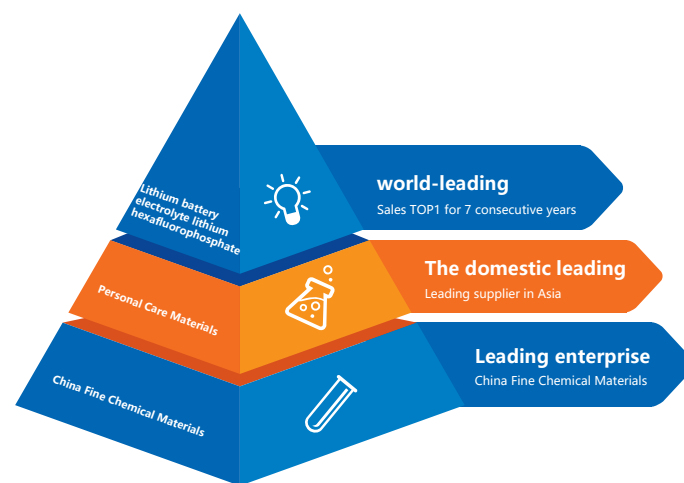 Lithium battery
electrolyte lithium
hexafluorophosphate
world-leading
Sales TOP1 for 7 consecutive years
Personal Care Materials
The domestic leading
Leading supplier in Asia
China Fine Chemical Materials
Leading enterprise
China Fine Chemical Materials